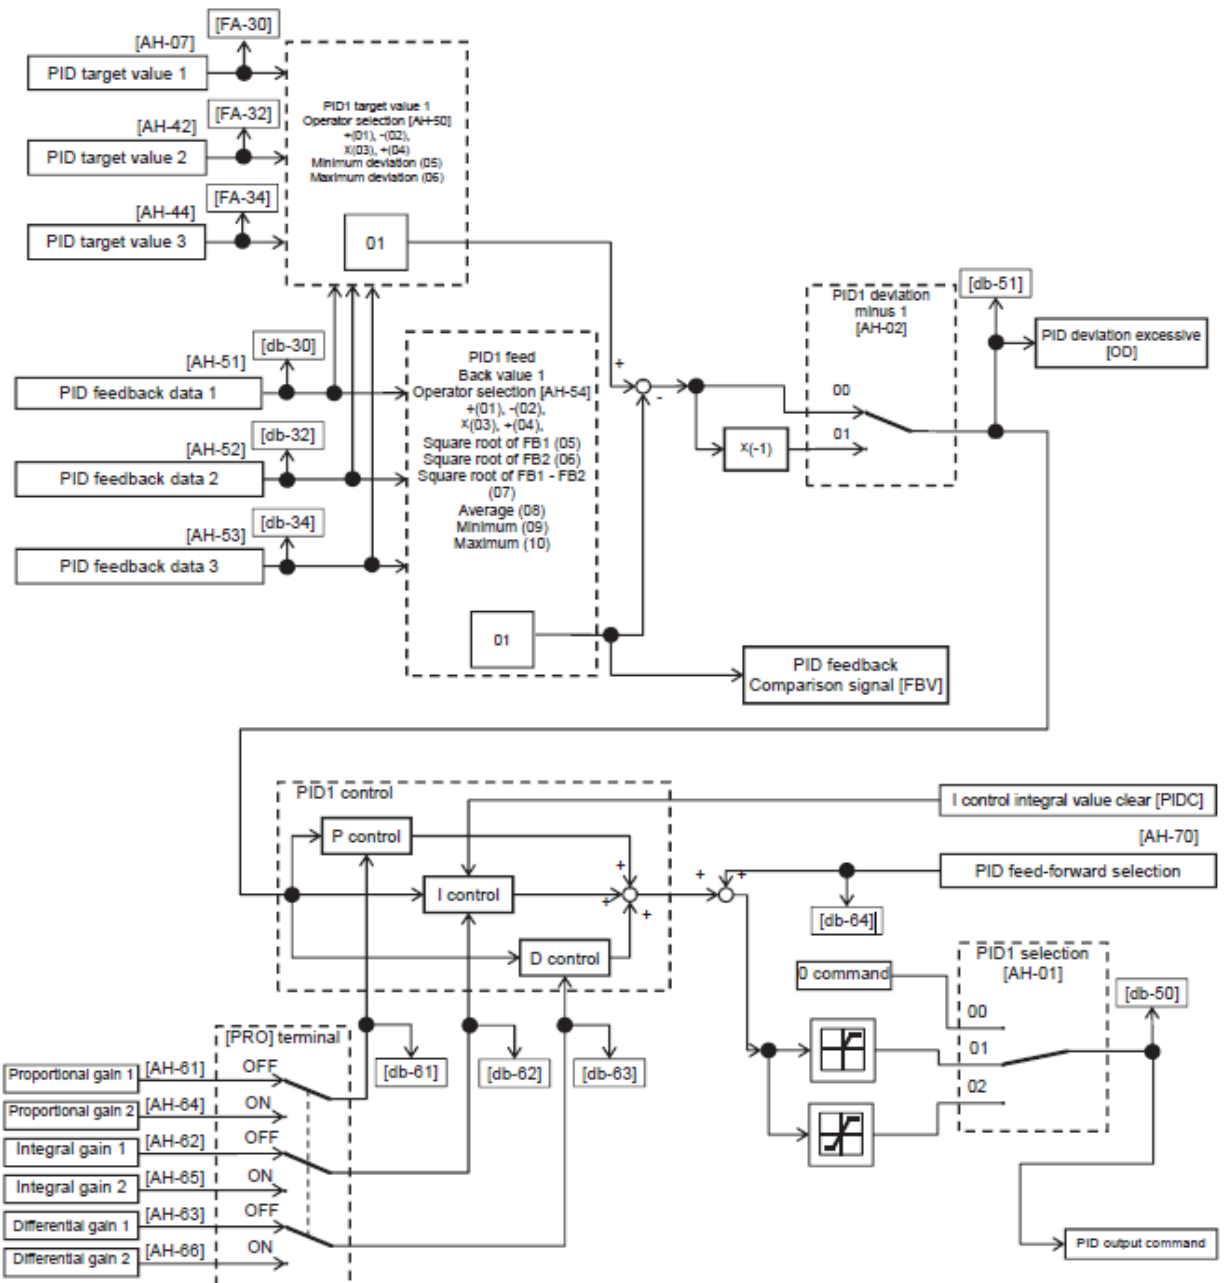 [FA-30]
[AH-07]
PID target value 1
[FA-32]
[AH-42]
PID target value 2
[FA-34]
[AH-44]
PID target value 3
PID1 target value 1
Operator selection [AH-50]
+(01), -(02),
x(03), +(04)
Minimum deviation (05)
Maximum deviation (06)
01
[db-30]
[AH-51]
PID feedback data 1
[db-32]
[AH-52]
PID feedback data 2
[db-34]
[AH-53]
PID feedback data 3
PID1 feed
Back value 1
Operator selection [AH-54]
+(01), -(02),
x(03), +(04),
Square root of FB1 (05)
Square root of FB2 (06)
Square root of FB1 - FB2
(07)
Average (08)
Minimum (09)
Maximum (10)
01
+
-
x(-1)
PID1 deviation
minus 1
[AH-02]
00
01
[db-51]
PID deviation excessive
[OD]
PID feedback
Comparison signal [FBV]
PID1 control
P control
I control
D control
+
+
+
+
+
I control integral value clear [PIDC]
[AH-70]
PID feed-forward selection
[db-64]
0 command
PID1 selection
[AH-01]
00
01
02
[db-50]
PID output command
[PRO] terminal
[db-61]
[db-62]
[db-63]
Proportional gain 1
[AH-61]
OFF
Proportional gain 2
[AH-64]
ON
Integral gain 1
[AH-62]
OFF
Integral gain 2
[AH-65]
ON
Differential gain 1
[AH-63]
OFF
Differential gain 2
[AH-66]
ON